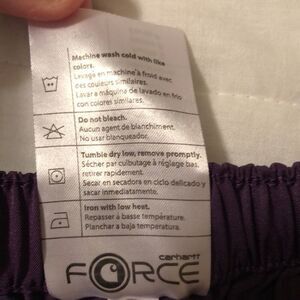 Machine wash cold with like
colors.
Lavage en machine à froid avec
des couleurs similaires.
Lavar a máquina de lavado en frío
con colores similares.
Do not bleach.
Aucun agent de blanchiment.
No usar blanqueador.
Tumble dry low, remove promptly.
Sécher par culbutage à réglage bas,
retirer rapidement.
Secar en secadora en ciclo delicado y
sacar inmediatamente.
Iron with low heat.
Repasser à basse température.
Planchar a baja temperatura.
carhartt
FORCE